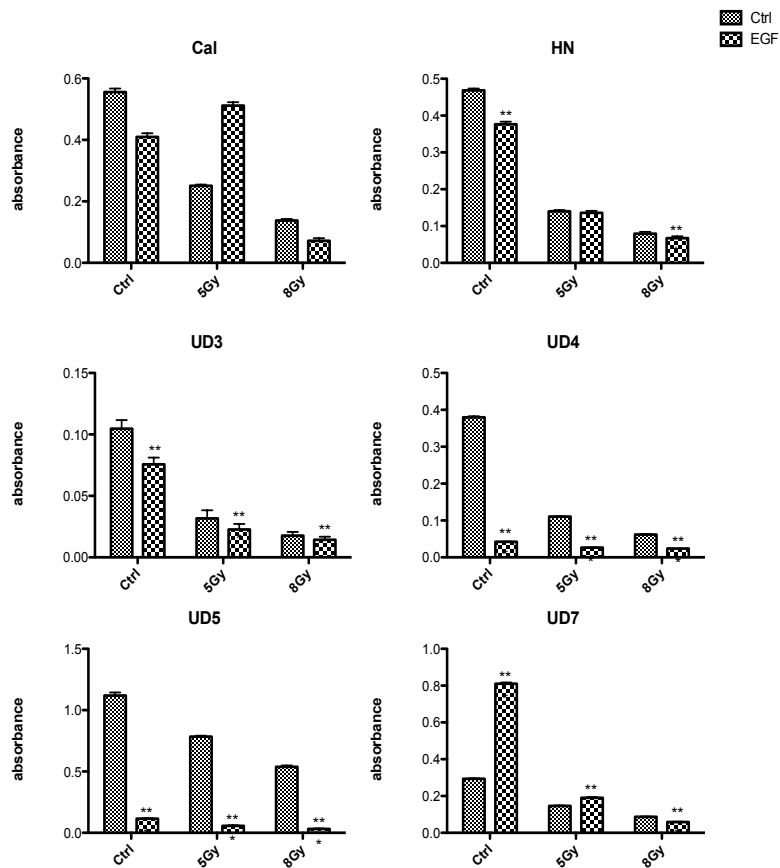 Ctrl
EGF
Cal
absorbance
0.6
0.4
0.2
0.0
Ctrl
5Gy
8Gy
HN
absorbance
0.5
0.4
0.3
0.2
0.1
0.0
**
**
Ctrl
5Gy
8Gy
UD3
absorbance
0.15
0.10
0.05
0.00
**
**
**
Ctrl
5Gy
8Gy
UD4
absorbance
0.5
0.4
0.3
0.2
0.1
0.0
**
**
*
**
*
Ctrl
5Gy
8Gy
UD5
absorbance
1.5
1.0
0.5
0.0
**
**
*
**
*
Ctrl
5Gy
8Gy
UD7
absorbance
1.0
0.8
0.6
0.4
0.2
0.0
**
**
**
Ctrl
5Gy
8Gy